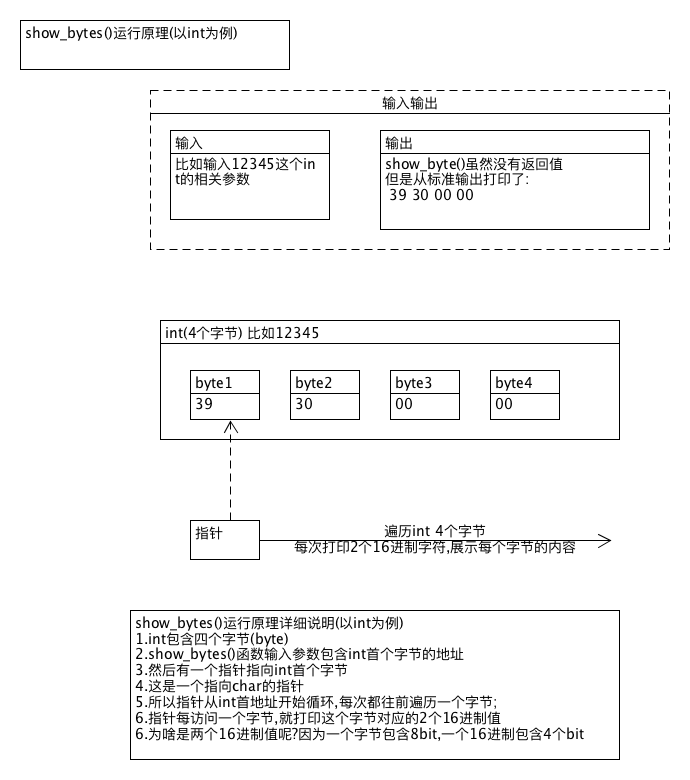 show_bytes()运行原理(以int为例)
输入输出
输入
比如输入12345这个in
t的相关参数
输出
show_byte()虽然没有返回值
但是从标准输出打印了:
39 30 00 00
int(4个字节) 比如12345
byte1
39
byte2
30
byte3
00
byte4
00
指针
遍历int 4个字节
每次打印2个16进制字符,展示每个字节的内容
show_bytes()运行原理详细说明(以int为例)
1.int包含四个字节(byte)
2.show_bytes()函数输入参数包含int首个字节的地址
3.然后有一个指针指向int首个字节
4.这是一个指向char的指针
5.所以指针从int首地址开始循环,每次都往前遍历一个字节;
6.指针每访问一个字节,就打印这个字节对应的2个16进制值
6.为啥是两个16进制值呢?因为一个字节包含8bit,一个16进制包含4个bit